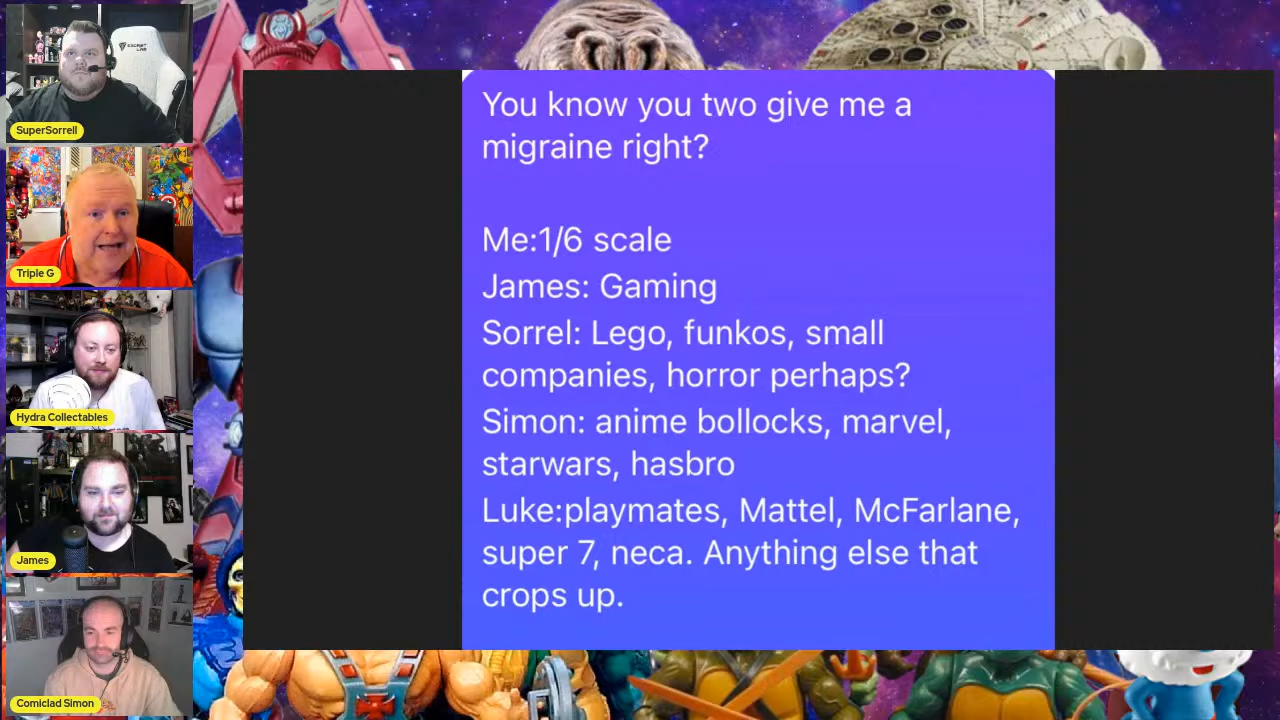 SECRET LAB
SuperSorrell
Triple G
Hydra Collectables
James
Comiclad Simon
You know you two give me a
migraine right?
Me:1/6 scale
James: Gaming
Sorrel: Lego, funkos, small
companies, horror perhaps?
Simon: anime bollocks, marvel,
starwars, hasbro
Luke:playmates, Mattel, McFarlane,
super 7, neca. Anything else that
crops up.